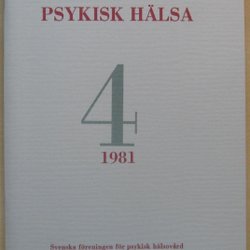 PSYKISK HÄLSA
4
1981
Svenska föreningen för psykisk hälsovård